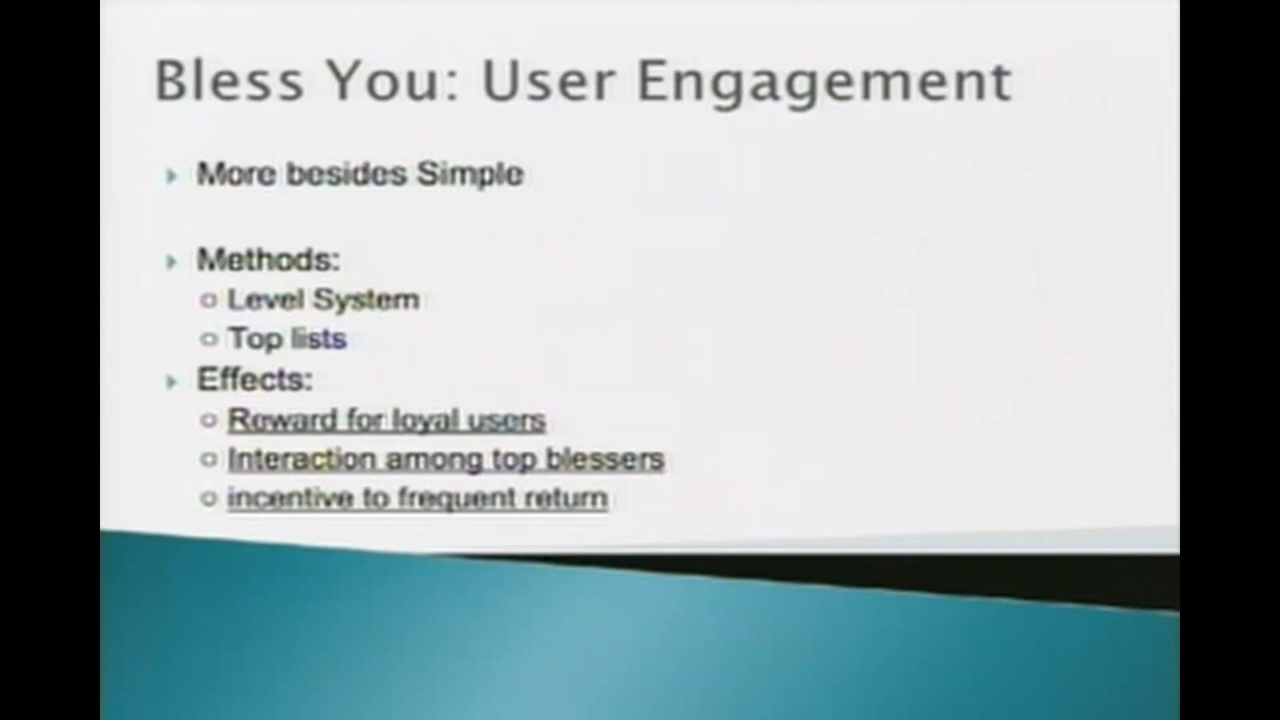 Bless You: User Engagement
More besides Simple
Methods:
Level System
Top lists
Effects:
Reward for loyal users
Interaction among top blessers
incentive to frequent return